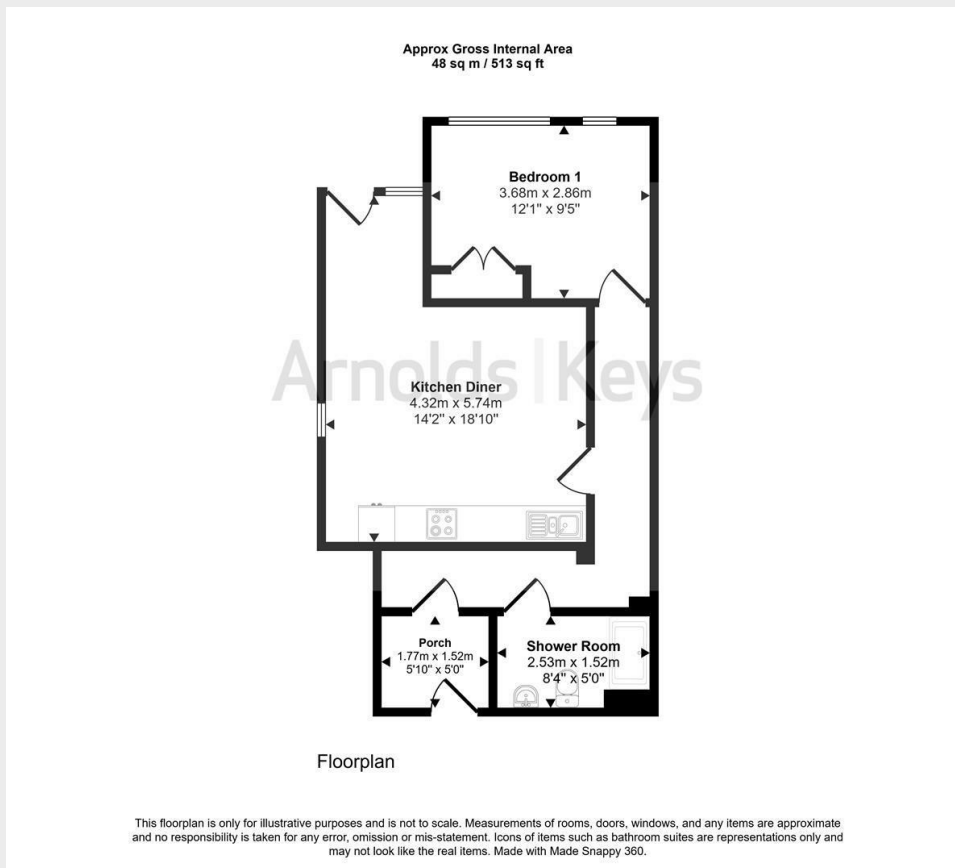 Approx Gross Internal Area
48 sq m / 513 sq ft
Bedroom 1
3.68m x 2.86m
12'1" x 9'5"
Arnolds | Keys
Kitchen Diner
4.32m x 5.74m
14'2" x 18'10"
Porch
1.77m x 1.52m
5'10" x 5'0"
Shower Room
2.53m x 1.52m
8'4" x 5'0"
Floorplan
This floorplan is only for illustrative purposes and is not to scale. Measurements of rooms, doors, windows, and any items are approximate
and no responsibility is taken for any error, omission or mis-statement. Icons of items such as bathroom suites are representations only and
may not look like the real items. Made with Made Snappy 360.